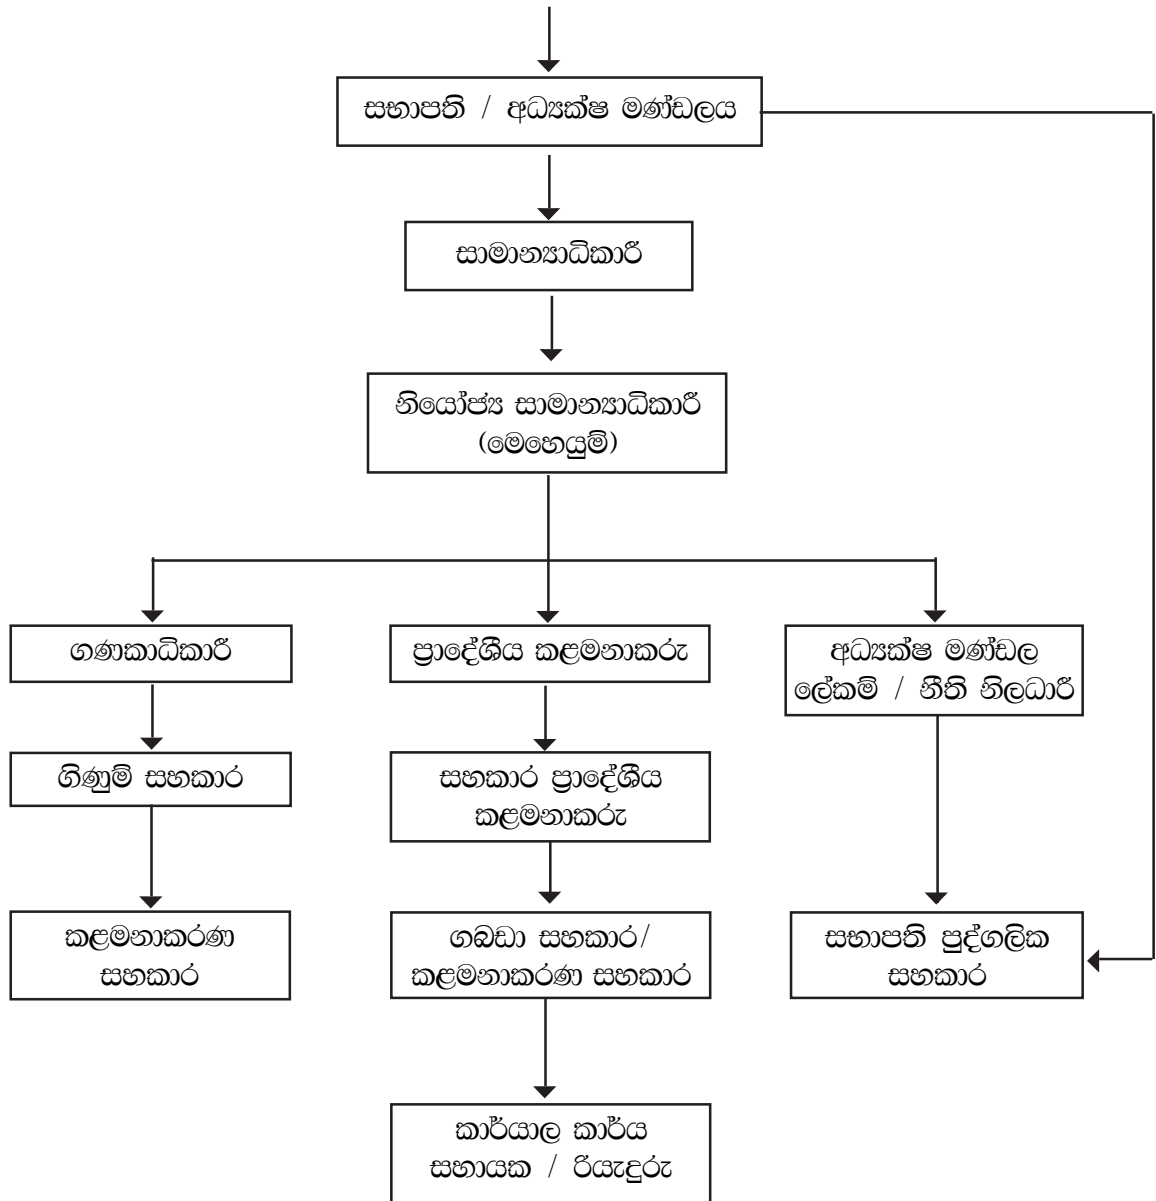 සභාපති / අධ්‍යක්ෂ මණ්ඩලය
සාමාන්‍යාධිකාරී
නියෝජ්‍ය සාමාන්‍යාධිකාරී
(මෙහෙයුම්)
ගණකාධිකාරී
ප්‍රාදේශීය කළමනාකරු
අධ්‍යක්ෂ මණ්ඩල
ලේකම් / නීති නිලධාරී
ගිණුම් සහකාර
සහකාර ප්‍රාදේශීය
කළමනාකරු
කළමනාකරණ
සහකාර
ගබඩා සහකාර/
කළමනාකරණ සහකාර
සභාපති පුද්ගලික
සහකාර
කාර්යාල කාර්ය
සහායක / රියැදුරු